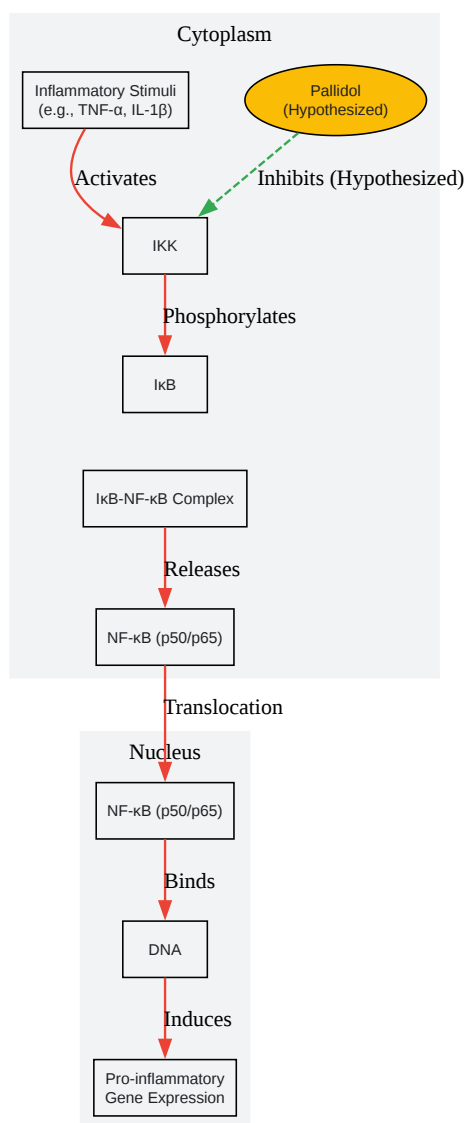 Cytoplasm
Inflammatory Stimuli
(e.g., TNF-α, IL-1β)
Pallidol
(Hypothesized)
Activates
Inhibits (Hypothesized)
IKK
Phosphorylates
IκB
IκB-NF-κB Complex
Releases
NF-κB (p50/p65)
Translocation
Nucleus
NF-κB (p50/p65)
Binds
DNA
Induces
Pro-inflammatory
Gene Expression